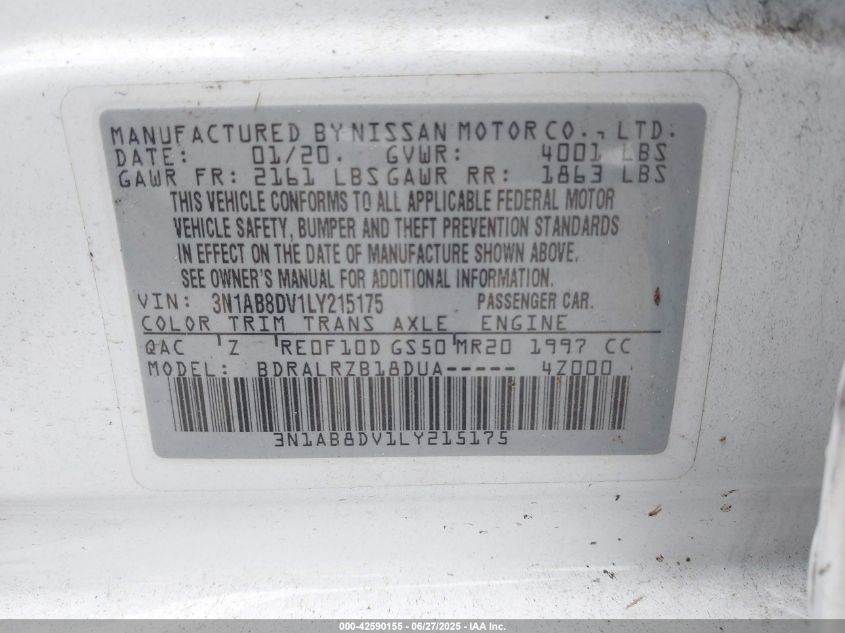 MANUFACTURED BY NISSAN MOTOR CO., LTD.
DATE: 01/20. GVWR: 4001 LBS
GAWR FR: 2161 LBS GAWR RR: 1863 LBS
THIS VEHICLE CONFORMS TO ALL APPLICABLE FEDERAL MOTOR
VEHICLE SAFETY, BUMPER AND THEFT PREVENTION STANDARDS
IN EFFECT ON THE DATE OF MANUFACTURE SHOWN ABOVE.
SEE OWNER'S MANUAL FOR ADDITIONAL INFORMATION.
VIN: 3N1AB8DV1LY215175 PASSENGER CAR.
COLOR TRIM TRANS AXLE ENGINE
QAC Z RE0F10D GS50 MR20 1997 CC
MODEL: BDRALRZB18DUA----- 4Z000
3N1AB8DV1LY215175
000-42590155 - 06/27/2025 - IAA Inc.